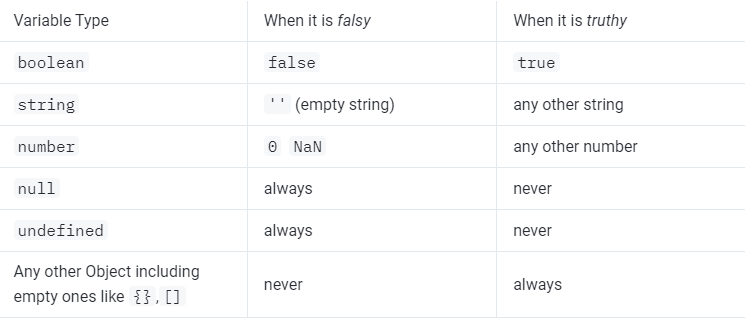 Variable Type When it is falsy When it is truthy
boolean false true
string '' (empty string) any other string
number 0 NaN any other number
null always never
undefined always never
Any other Object including
empty ones like {}, [] never always